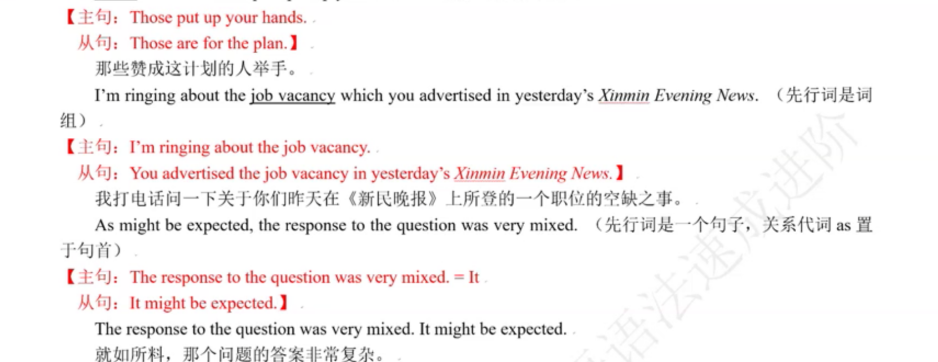 【主句：Those put up your hands.
从句：Those are for the plan.】
那些赞成这计划的人举手。
I'm ringing about the job vacancy which you advertised in yesterday's Xinmin Evening News. （先行词是词
组）
【主句：I'm ringing about the job vacancy.
从句：You advertised the job vacancy in yesterday's Xinmin Evening News.】
我打电话问一下关于你们昨天在《新民晚报》上所登的一个职位的空缺之事。
As might be expected, the response to the question was very mixed. （先行词是一个句子，关系代词 as 置
于句首）
【主句：The response to the question was very mixed. = It
从句：It might be expected.】
The response to the question was very mixed. It might be expected.
就如所料，那个问题的答案非常复杂。
语法速成进阶